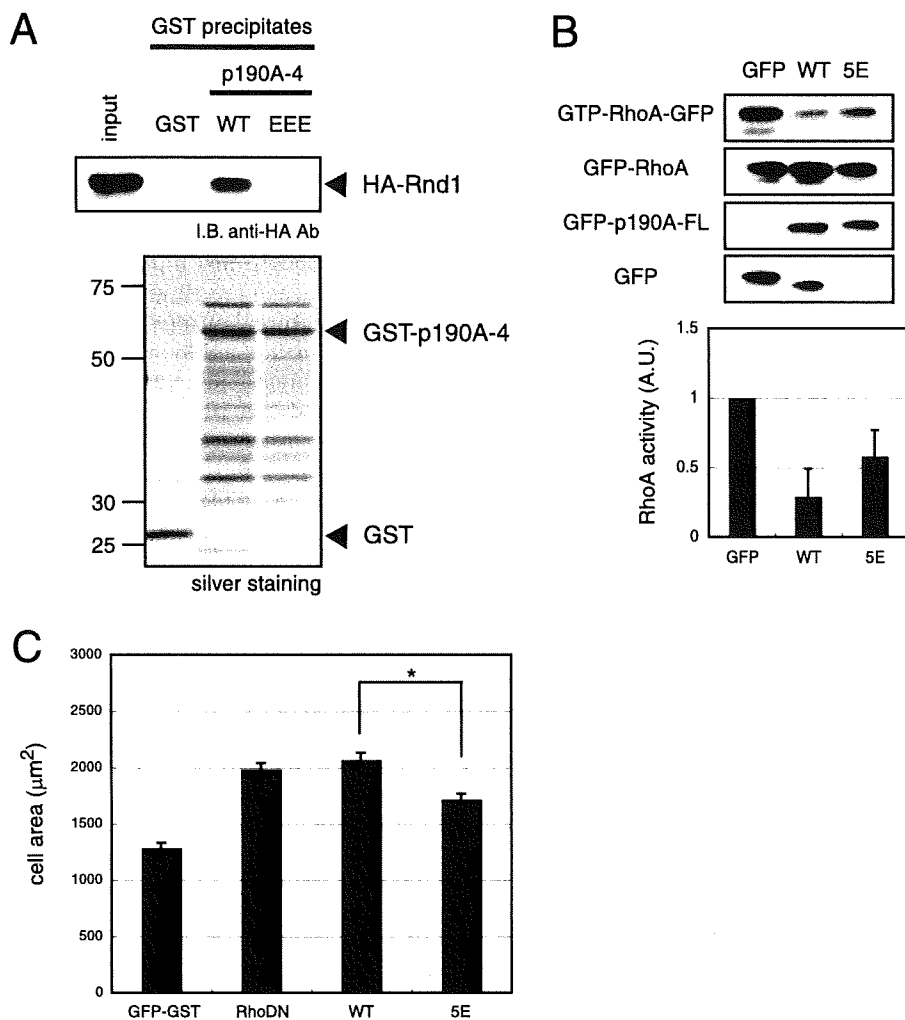 A
GST precipitates
p190A-4
input
GST WT EEE
HA-Rnd1
I.B. anti-HA Ab
75
50
30
25
GST-p190A-4
GST
silver staining
B
GFP WT 5E
GTP-RhoA-GFP
GFP-RhoA
GFP-p190A-FL
GFP
RhoA activity (A.U.)
1.5
1
0.5
0
GFP WT 5E
C
cell area (μm²)
3000
2500
2000
1500
1000
500
0
*
GFP-GST RhoDN WT 5E